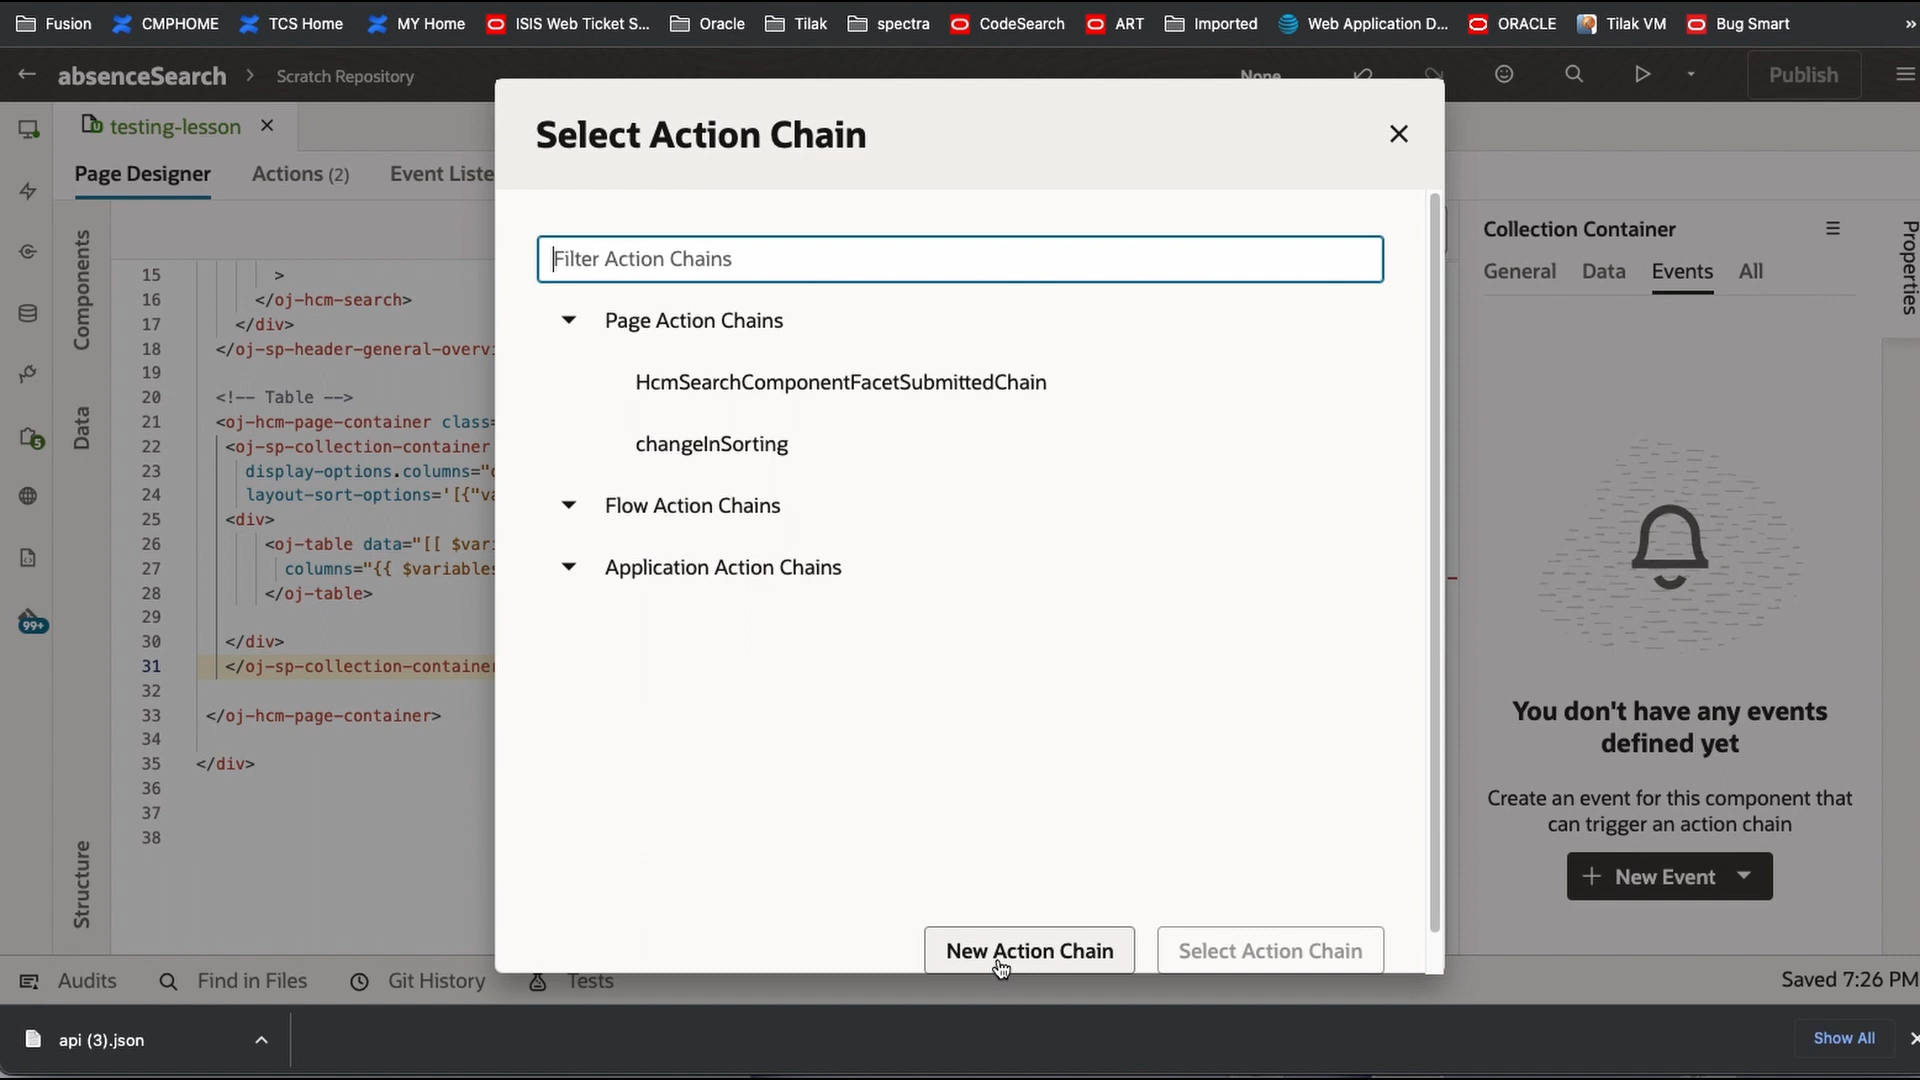 Fusion CMPHOME TCS Home MY Home ISIS Web Ticket S... Oracle Tilak spectra CodeSearch ART Imported Web Application D... ORACLE Tilak VM Bug Smart »
absenceSearch > Scratch Repository
None
Publish
testing-lesson
Page Designer Actions (2) Event Liste
Components
Data
Structure
5
99+
15 >
16 </oj-hcm-search>
17 </div>
18 </oj-sp-header-general-overvi
19
20 <!-- Table -->
21 <oj-hcm-page-container class=
22 <oj-sp-collection-container
23 display-options.columns="
24 layout-sort-options='[{"va
25 <div>
26 <oj-table data="[[ $var
27 columns="{{ $variables
28 </oj-table>
29
30 </div>
31 </oj-sp-collection-container
32
33 </oj-hcm-page-container>
34
35 </div>
36
37
38
Select Action Chain
Filter Action Chains
Page Action Chains
HcmSearchComponentFacetSubmittedChain
changeInSorting
Flow Action Chains
Application Action Chains
New Action Chain Select Action Chain
Collection Container
General Data Events All
Properties
You don't have any events
defined yet
Create an event for this component that
can trigger an action chain
+ New Event
Audits Find in Files Git History Tests
Saved 7:26 PM
api (3).json
Show All